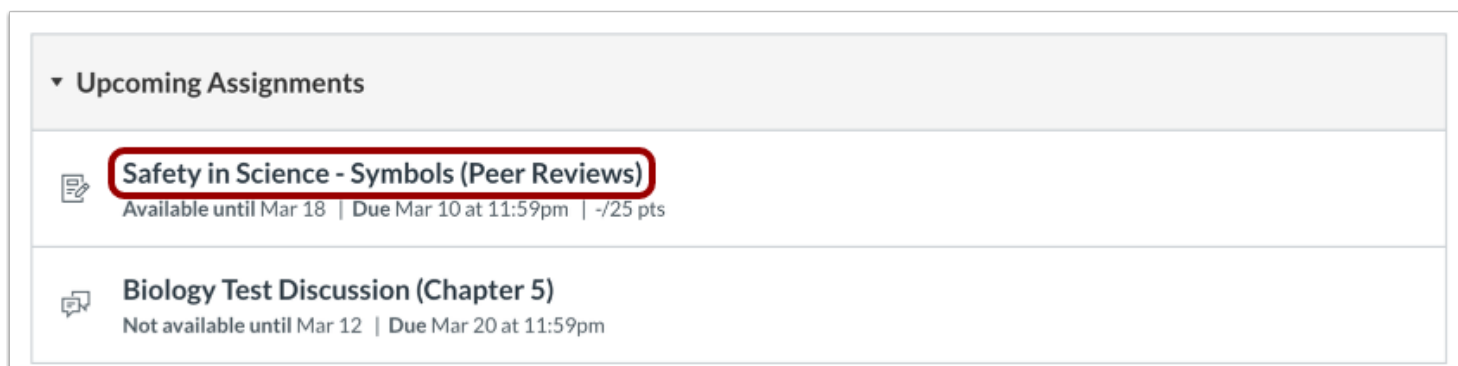 Upcoming Assignments
Safety in Science - Symbols (Peer Reviews)
Available until Mar 18 | Due Mar 10 at 11:59pm | -/25 pts
Biology Test Discussion (Chapter 5)
Not available until Mar 12 | Due Mar 20 at 11:59pm